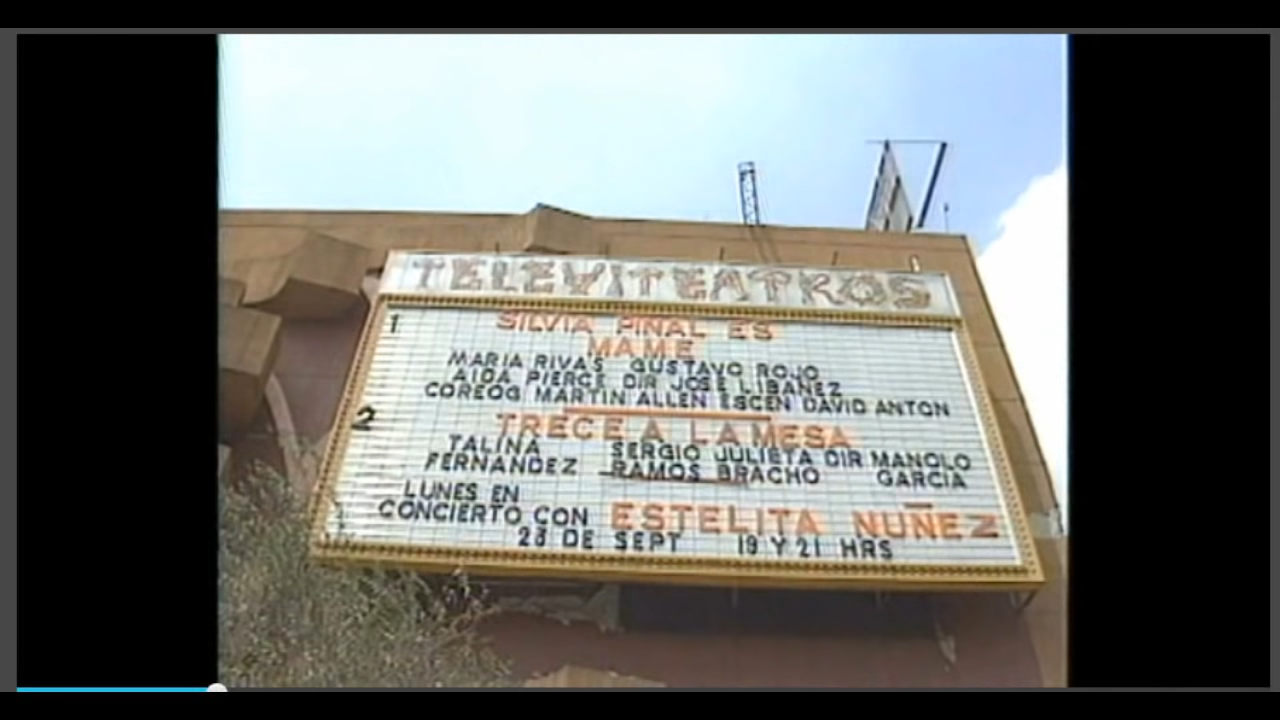 TELEVITEATROS
1 SILVIA PINAL ES
MAME
MARIA RIVAS GUSTAVO ROJO
AIDA PIERCE DIR JOSE L IBAÑEZ
COREOG MARTIN ALLEN ESCEN DAVID ANTON
2 TRECE A LA MESA
TALINA SERGIO JULIETA DIR MANOLO
FERNANDEZ RAMOS BRACHO GARCIA
LUNES EN
CONCIERTO CON ESTELITA NUÑEZ
23 DE SEPT 19 Y 21 HRS